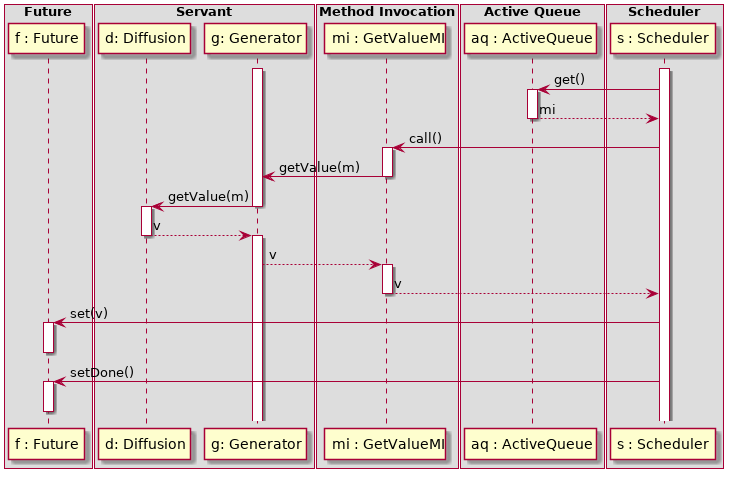 Future
Servant
Method Invocation
Active Queue
Scheduler
f : Future
d: Diffusion
g: Generator
mi : GetValueMI
aq : ActiveQueue
s : Scheduler
get()
mi
call()
getValue(m)
getValue(m)
v
v
v
set(v)
setDone()
f : Future
d: Diffusion
g: Generator
mi : GetValueMI
aq : ActiveQueue
s : Scheduler